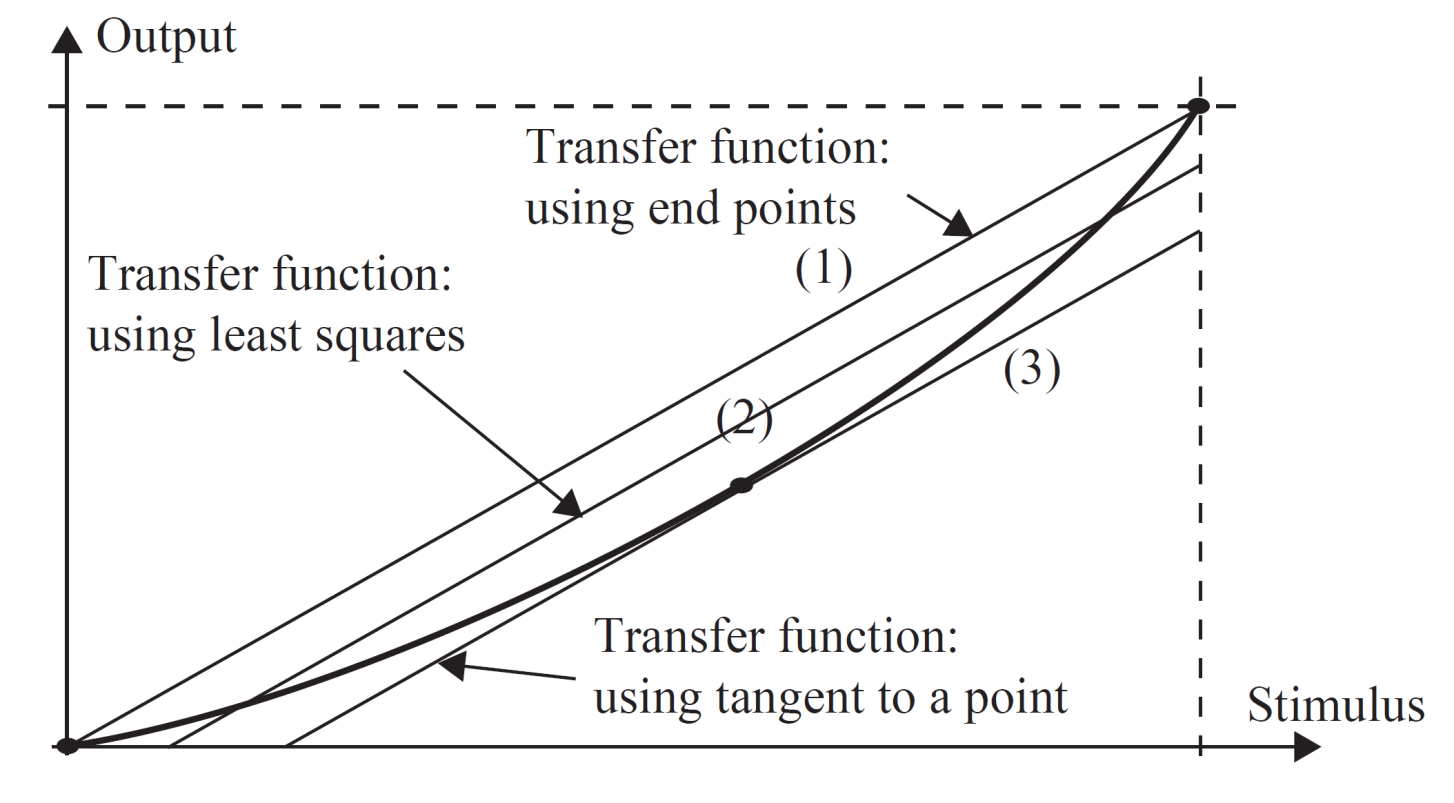 Output
Transfer function:
using end points
(1)
Transfer function:
using least squares
(2)
(3)
Transfer function:
using tangent to a point
Stimulus